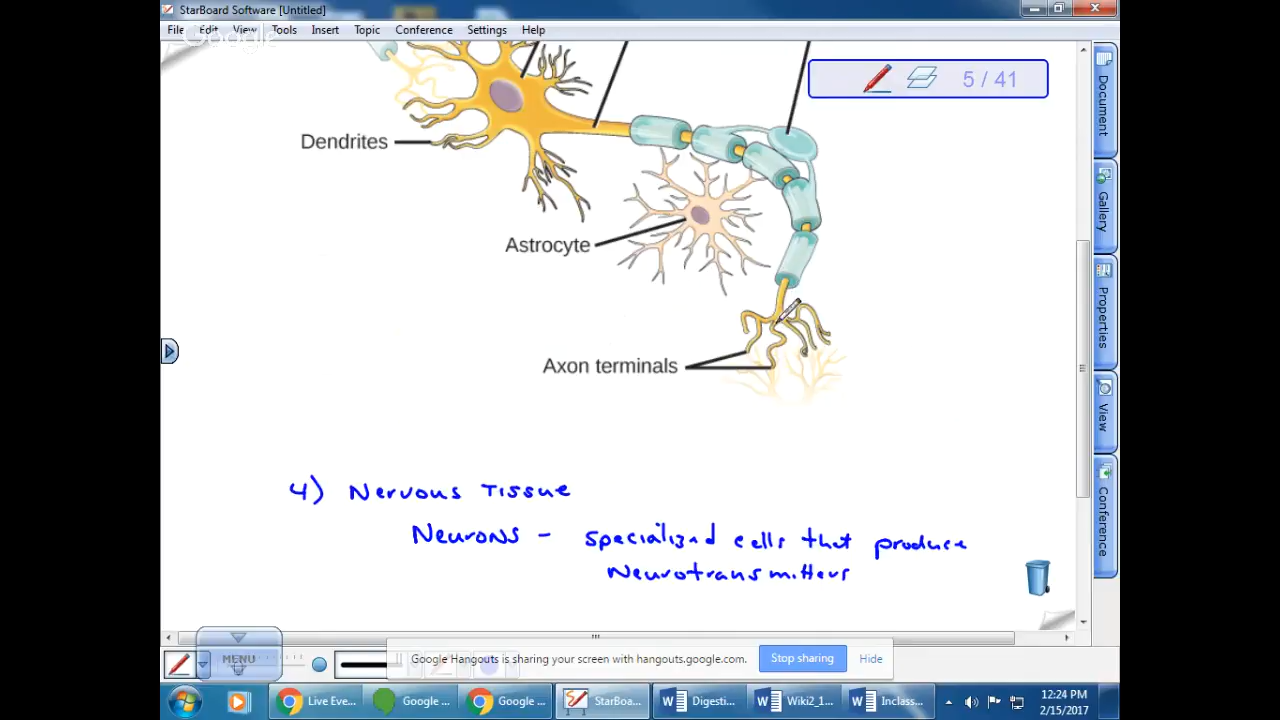 StarBoard Software [Untitled]
File Edit View Tools Insert Topic Conference Settings Help
Google
5 / 41
Document
Gallery
Properties
View
Conference
Dendrites
Astrocyte
Axon terminals
4) Nervous Tissue
Neurons - specialized cells that produce
Neurotransmitters
MENU
Google Hangouts is sharing your screen with hangouts.google.com. Stop sharing Hide
Live Eve... Google ... Google ... StarBoa... Digesti... Wiki2_1... Inclass...
12:24 PM
2/15/2017